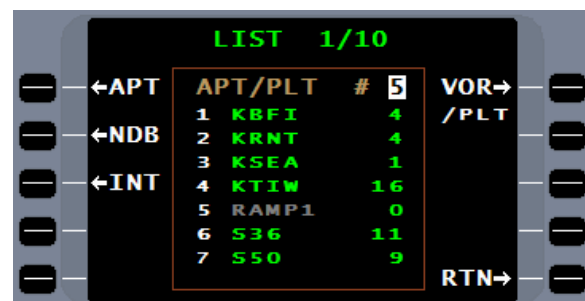 LIST 1/10
←APT APT/PLT # 5 VOR→
1 KBFI 4 /PLT
←NDB 2 KRNT 4
3 KSEA 1
←INT 4 KTIW 16
5 RAMP1 0
6 S36 11
7 S50 9
RTN→